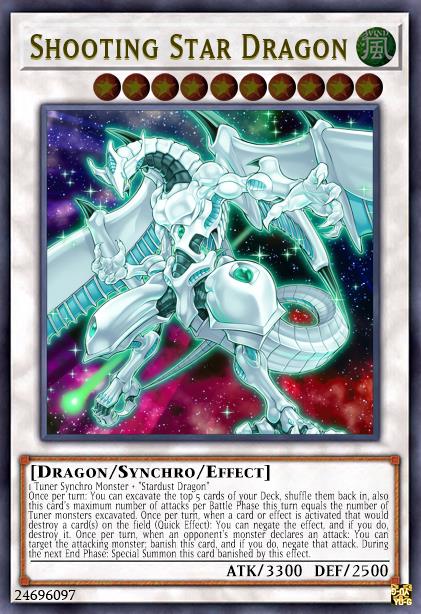 SHOOTING STAR DRAGON
WIND
風
[DRAGON/SYNCHRO/EFFECT]
1 Tuner Synchro Monster + "Stardust Dragon"
Once per turn: You can excavate the top 5 cards of your Deck, shuffle them back in, also
this card's maximum number of attacks per Battle Phase this turn equals the number of
Tuner monsters excavated. Once per turn, when a card or effect is activated that would
destroy a card(s) on the field (Quick Effect): You can negate the effect, and if you do,
destroy it. Once per turn, when an opponent's monster declares an attack: You can
target the attacking monster; banish this card, and if you do, negate that attack. During
the next End Phase: Special Summon this card banished by this effect.
ATK/3300 DEF/2500
24696097